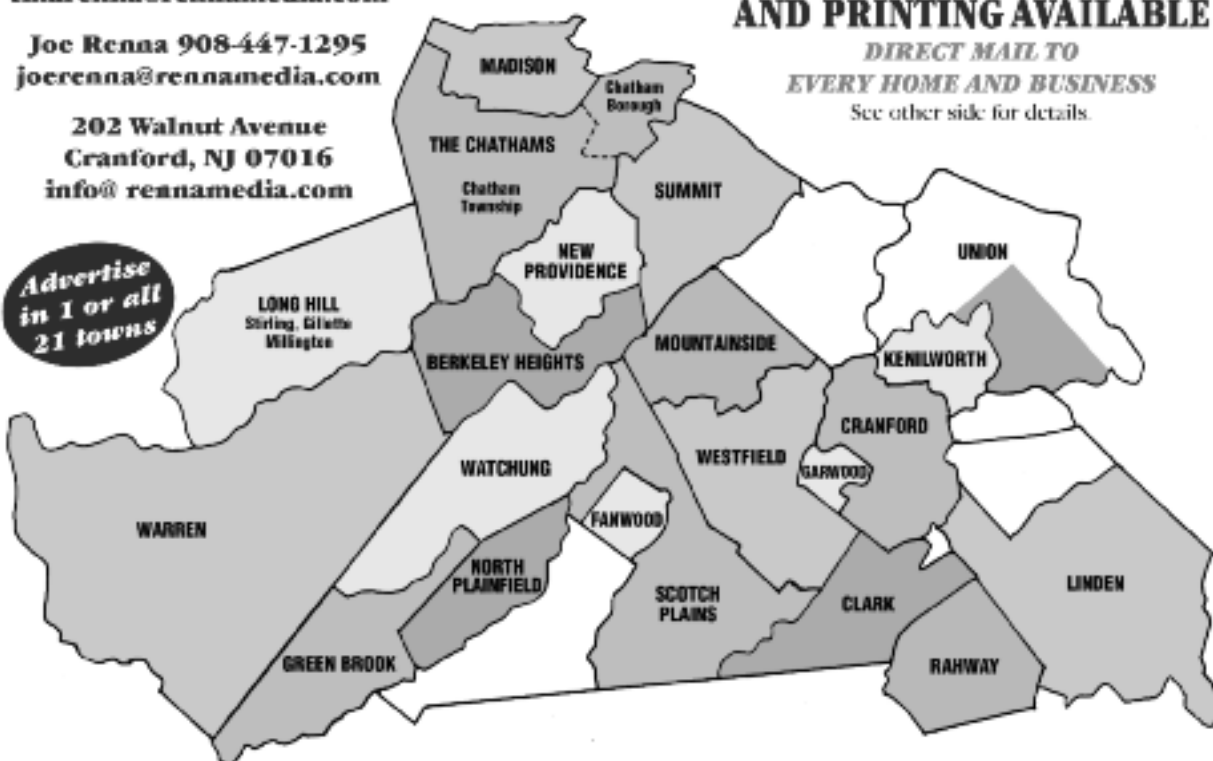 Joe Renna 908-447-1295
joerenna@rennamedia.com
202 Walnut Avenue
Cranford, NJ 07016
info@ rennamedia.com
AND PRINTING AVAILABLE
DIRECT MAIL TO
EVERY HOME AND BUSINESS
See other side for details.
Advertise
in 1 or all
21 towns
MADISON
Chatham
Borough
THE CHATHAMS
Chatham
Township
SUMMIT
NEW
PROVIDENCE
UNION
LONG HILL
Stirling, Gillette
Millington
BERKELEY HEIGHTS
MOUNTAINSIDE
KENILWORTH
CRANFORD
WATCHUNG
WESTFIELD
GARWOOD
WARREN
FANWOOD
NORTH
PLAINFIELD
SCOTCH
PLAINS
CLARK
LINDEN
GREEN BROOK
RAHWAY